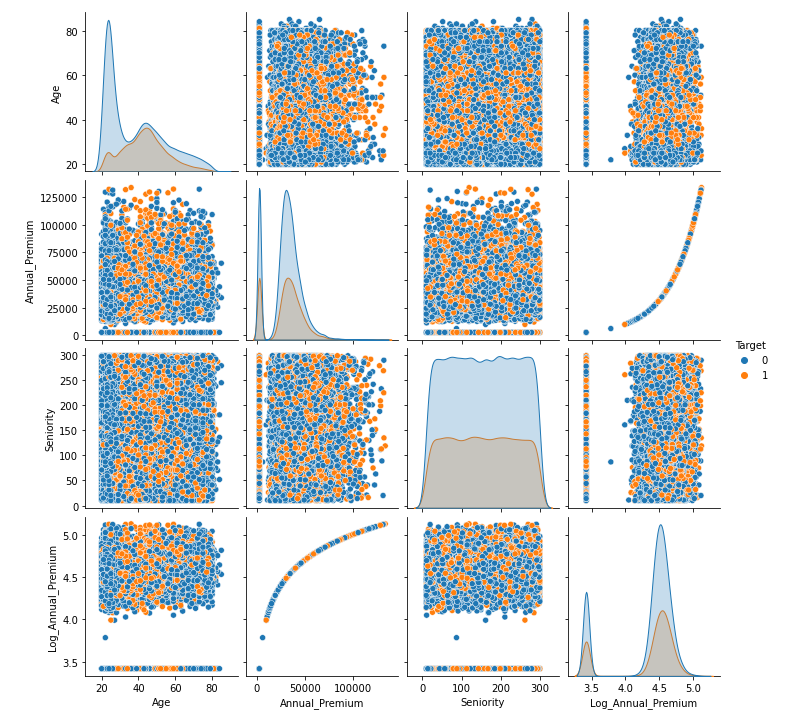 80
60
40
20
Age
125000
100000
75000
50000
25000
0
Annual_Premium
300
250
200
150
100
50
0
Seniority
5.0
4.5
4.0
3.5
Log_Annual_Premium
20 40 60 80
Age
0 50000 100000
Annual_Premium
0 100 200 300
Seniority
3.5 4.0 4.5 5.0
Log_Annual_Premium
Target
0
1